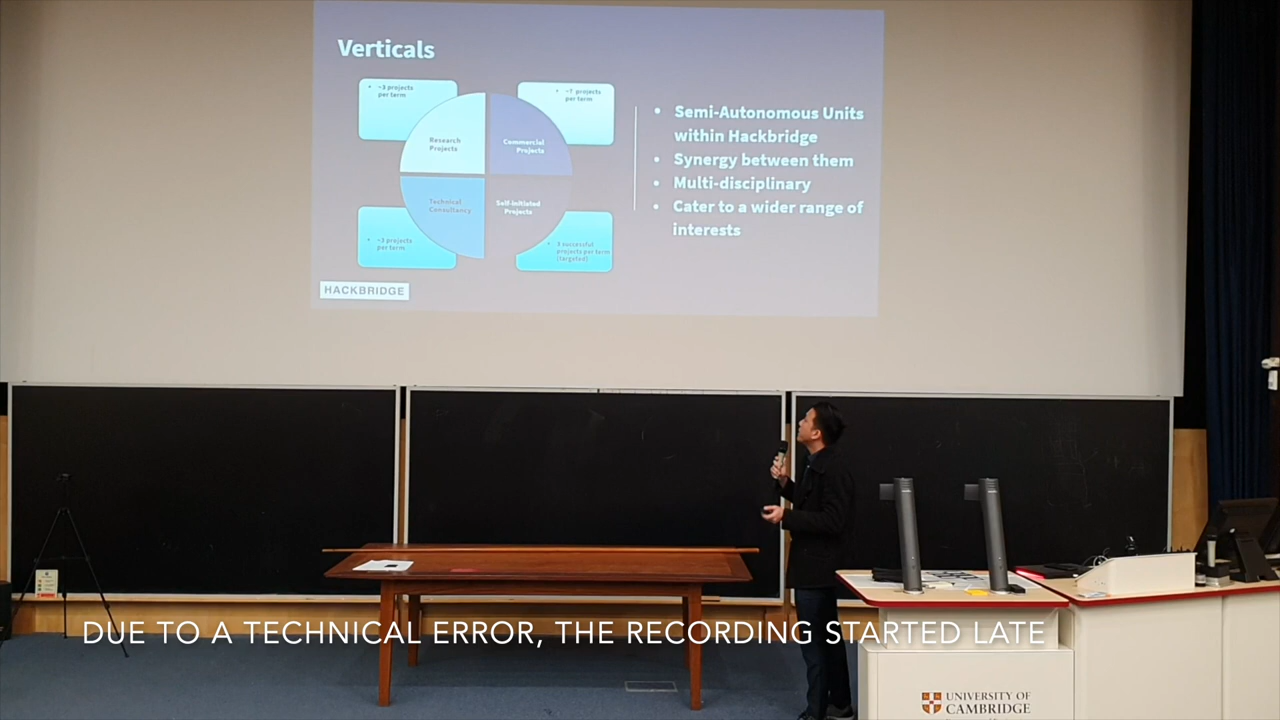 Verticals
• ~3 projects
per term
• ~7 projects
per term
Research
Projects
Commercial
Projects
Technical
Consultancy
Self-initiated
Projects
• ~3 projects
per term
• 3 successful
projects per term
(targeted)
• Semi-Autonomous Units
within Hackbridge
• Synergy between them
• Multi-disciplinary
• Cater to a wider range of
interests
HACKBRIDGE
DUE TO A TECHNICAL ERROR, THE RECORDING STARTED LATE
UNIVERSITY OF
CAMBRIDGE